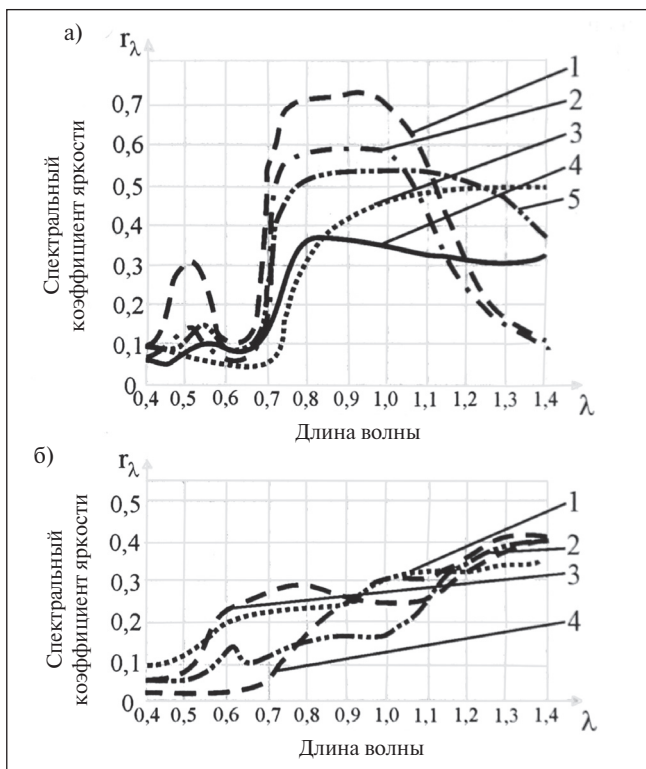 а)
rλ
Спектральный
коэффициент яркости
0,7
0,6
0,5
0,4
0,3
0,2
0,1
0
0,4 0,5 0,6 0,7 0,8 0,9 1,0 1,1 1,2 1,3 1,4 λ
Длина волны
1
2
3
4
5
б)
rλ
Спектральный
коэффициент яркости
0,5
0,4
0,3
0,2
0,1
0
0,4 0,5 0,6 0,7 0,8 0,9 1,0 1,1 1,2 1,3 1,4 λ
Длина волны
1
2
3
4